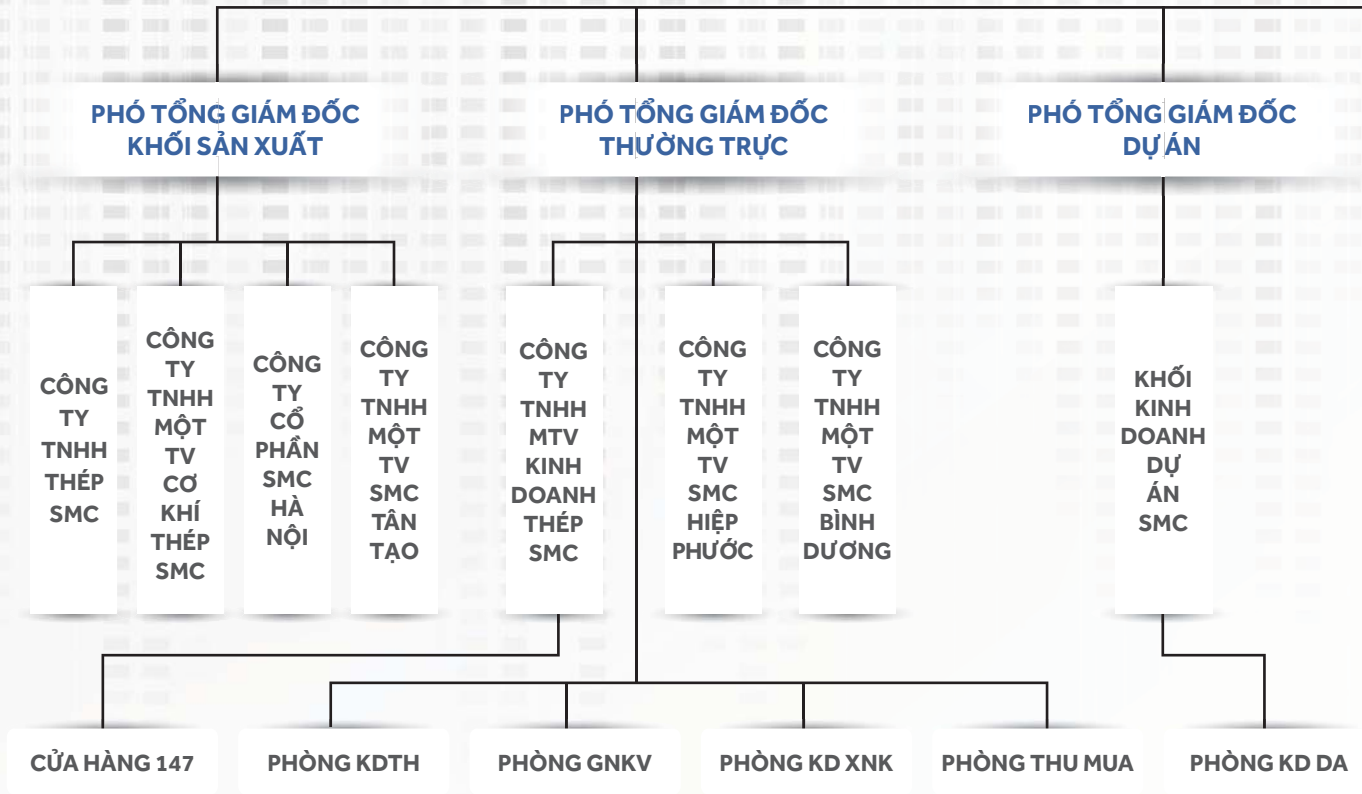 PHÓ TỔNG GIÁM ĐỐC
KHỐI SẢN XUẤT
PHÓ TỔNG GIÁM ĐỐC
THƯỜNG TRỰC
PHÓ TỔNG GIÁM ĐỐC
DỰ ÁN
CÔNG
TY
TNHH
THÉP
SMC
CÔNG
TY
TNHH
MỘT
TV
CƠ
KHÍ
THÉP
SMC
CÔNG
TY
CỔ
PHẦN
SMC
HÀ
NỘI
CÔNG
TY
TNHH
MỘT
TV
SMC
TÂN
TẠO
CÔNG
TY
TNHH
MTV
KINH
DOANH
THÉP
SMC
CÔNG
TY
TNHH
MỘT
TV
SMC
HIỆP
PHƯỚC
CÔNG
TY
TNHH
MỘT
TV
SMC
BÌNH
DƯƠNG
KHỐI
KINH
DOANH
DỰ
ÁN
SMC
CỬA HÀNG 147
PHÒNG KDTH
PHÒNG GNKV
PHÒNG KD XNK
PHÒNG THU MUA
PHÒNG KD DA